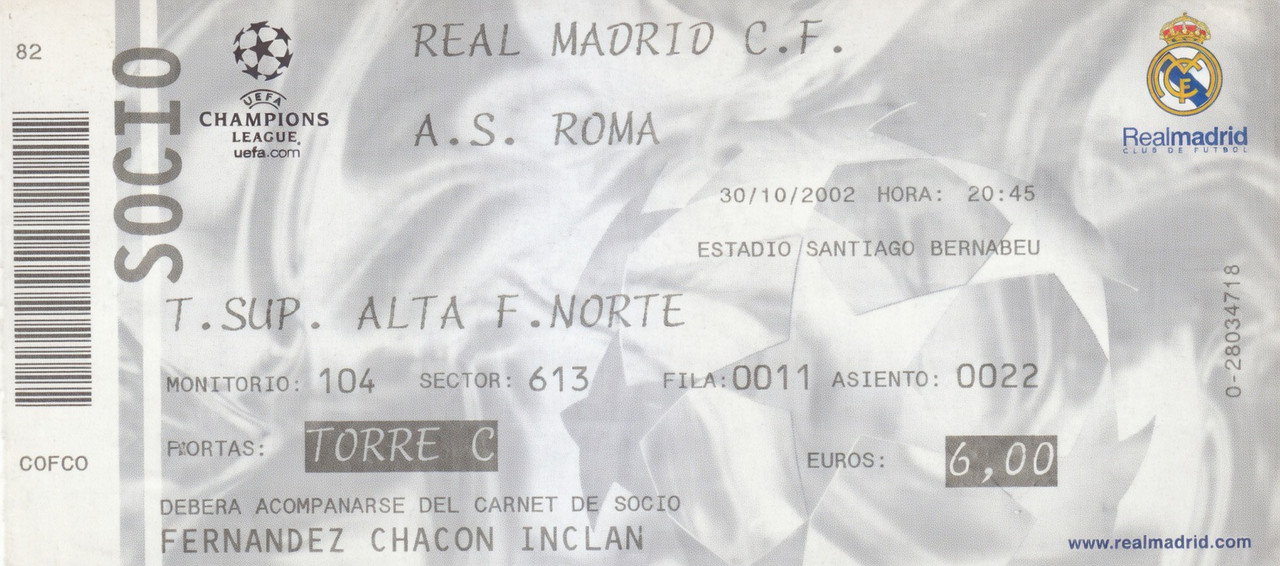 82
COFCO
SOCIO
UEFA
CHAMPIONS
LEAGUE
uefa.com
REAL MADRID C.F.
A.S. ROMA
Realmadrid
CLUB DE FUTBOL
30/10/2002 HORA: 20:45
ESTADIO SANTIAGO BERNABEU
T.SUP. ALTA F.NORTE
MONITORIO: 104 SECTOR: 613 FILA:0011 ASIENTO: 0022
TORRE C EUROS: 6,00
DEBERA ACOMPANARSE DEL CARNET DE SOCIO
FERNANDEZ CHACON INCLAN
0-28034718
www.realmadrid.com